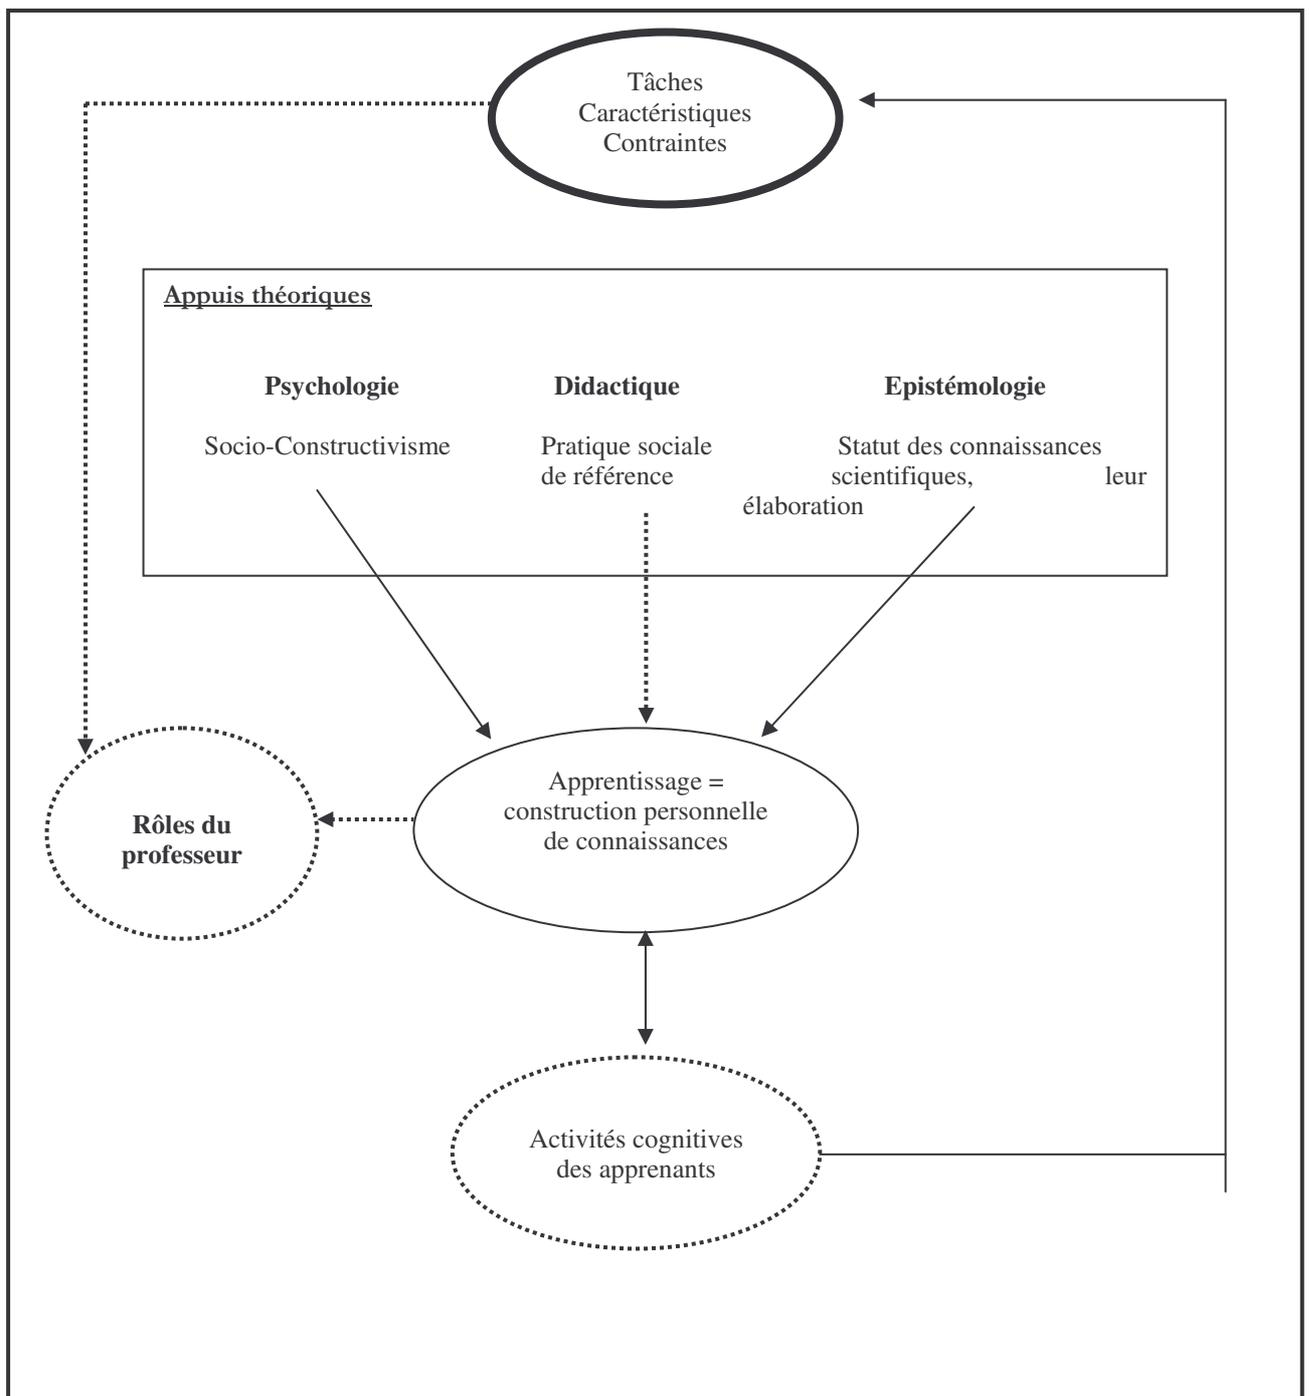 Tâches
Caractéristiques
Contraintes
Appuis théoriques
Psychologie
Socio-Constructivisme
Didactique
Pratique sociale
de référence
Epistémologie
Statut des connaissances
scientifiques, leur
élaboration
Rôles du
professeur
Apprentissage =
construction personnelle
de connaissances
Activités cognitives
des apprenants